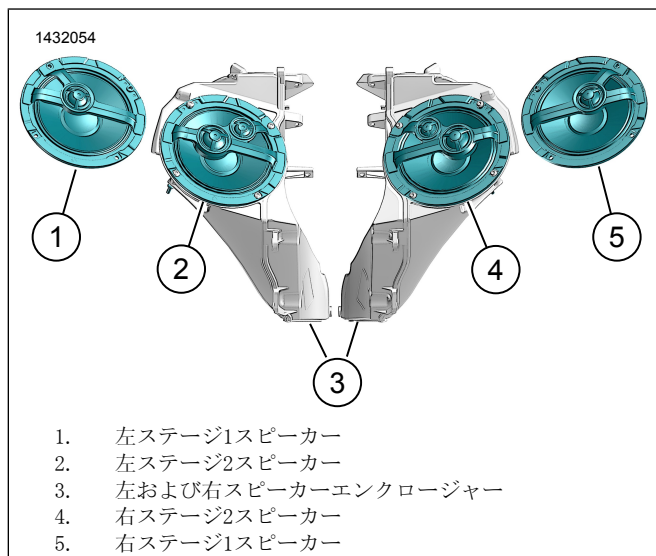 1432054
1
2
3
4
5
1. 左ステージ1スピーカー
2. 左ステージ2スピーカー
3. 左および右スピーカーエンクロージャー
4. 右ステージ2スピーカー
5. 右ステージ1スピーカー